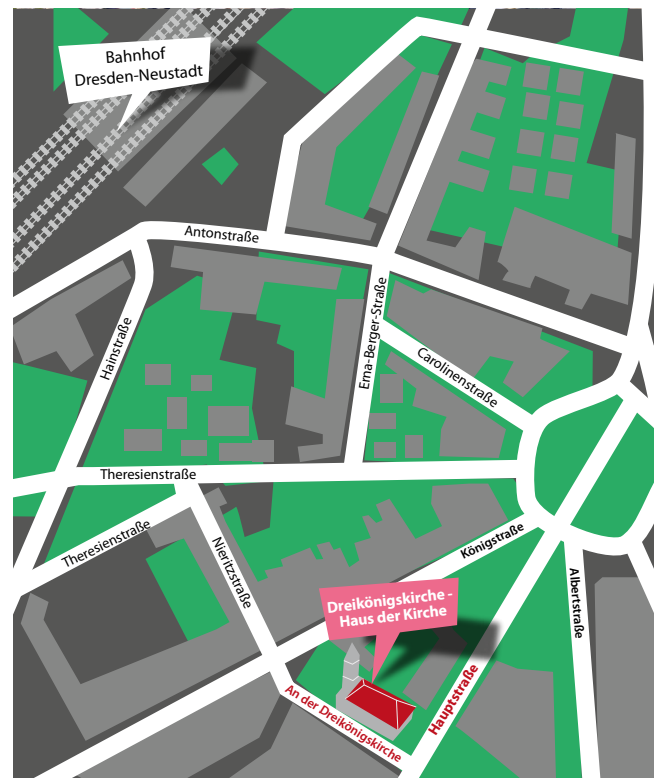 Bahnhof
Dresden-Neustadt
Antonstraße
Hainstraße
Erna-Berger-Straße
Carolinenstraße
Theresienstraße
Theresienstraße
Nieritzstraße
Königstraße
Albertstraße
Dreikönigskirche -
Haus der Kirche
An der Dreikönigskirche
Hauptstraße